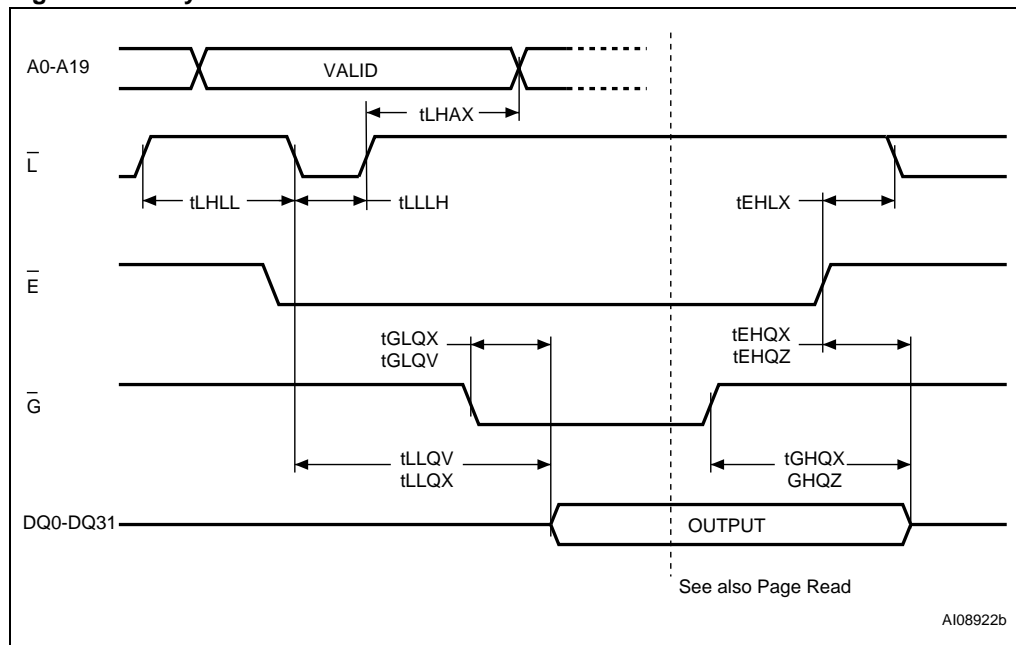 A0-A19
VALID
tLHAX
L
tLHLL
tLLLH
tEHLX
E
tGLQX
tGLQV
tEHQX
tEHQZ
G
tLLQV
tLLQX
tGHQX
GHQZ
DQ0-DQ31
OUTPUT
See also Page Read
AI08922b